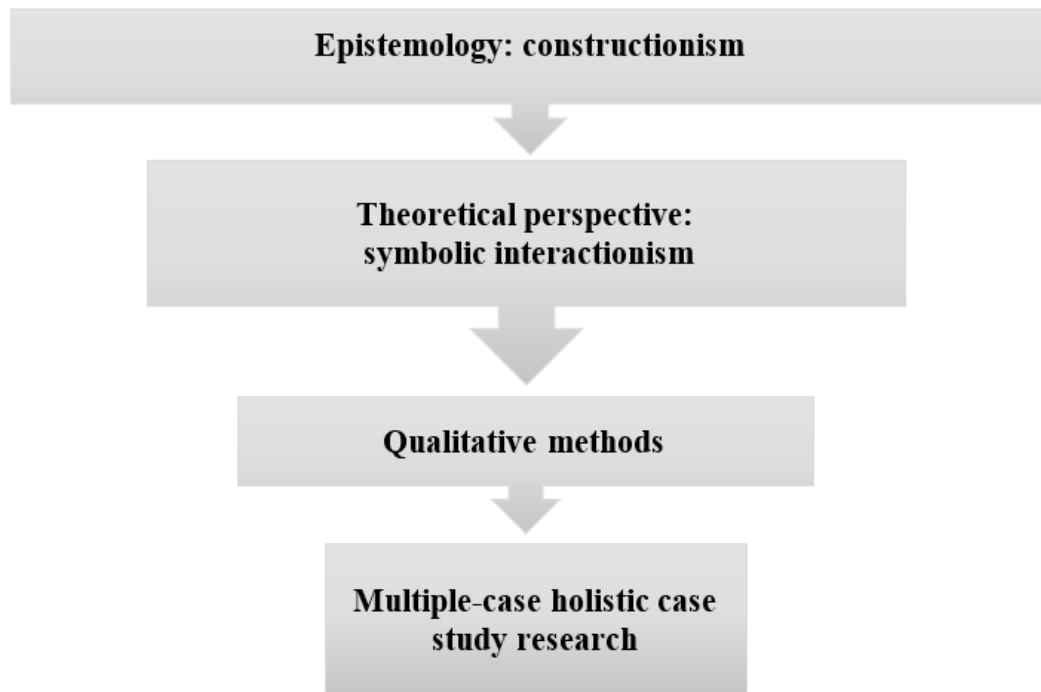 Epistemology: constructionism
Theoretical perspective:
symbolic interactionism
Qualitative methods
Multiple-case holistic case
study research